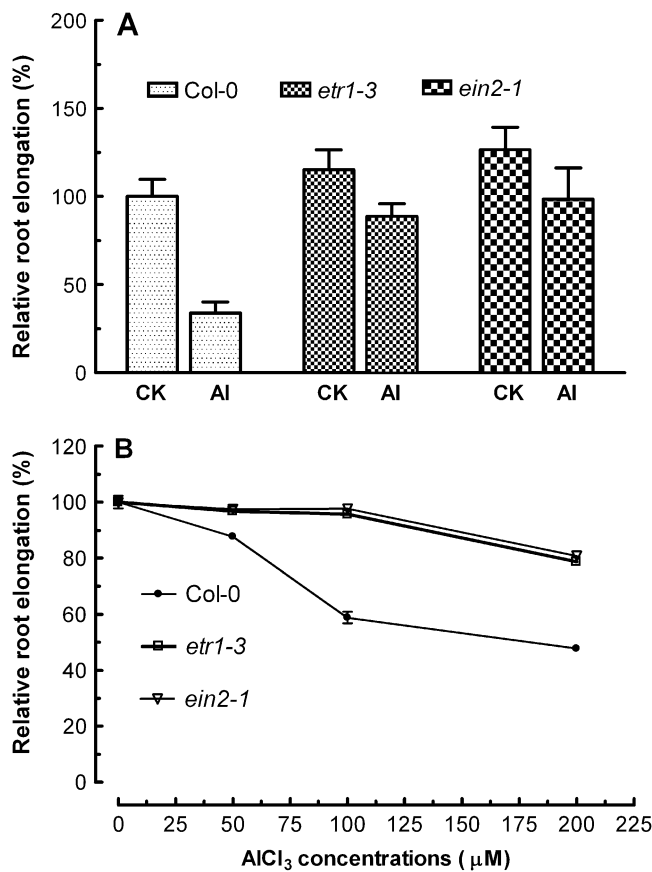 A
200
150
100
50
0
Relative root elongation (%)
Col-0 etr1-3 ein2-1
CK Al CK Al CK Al
B
120
100
80
60
40
20
0
Relative root elongation (%)
Col-0
etr1-3
ein2-1
0 25 50 75 100 125 150 175 200 225
AlCl₃ concentrations ( μM)